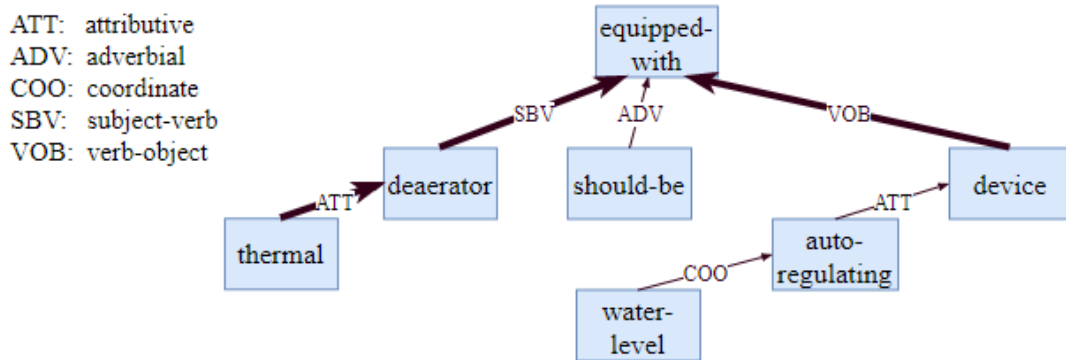 ATT: attributive
ADV: adverbial
COO: coordinate
SBV: subject-verb
VOB: verb-object
equipped-
with
SBV
ADV
VOB
deaerator
should-be
device
ATT
ATT
thermal
auto-
regulating
COO
water-
level